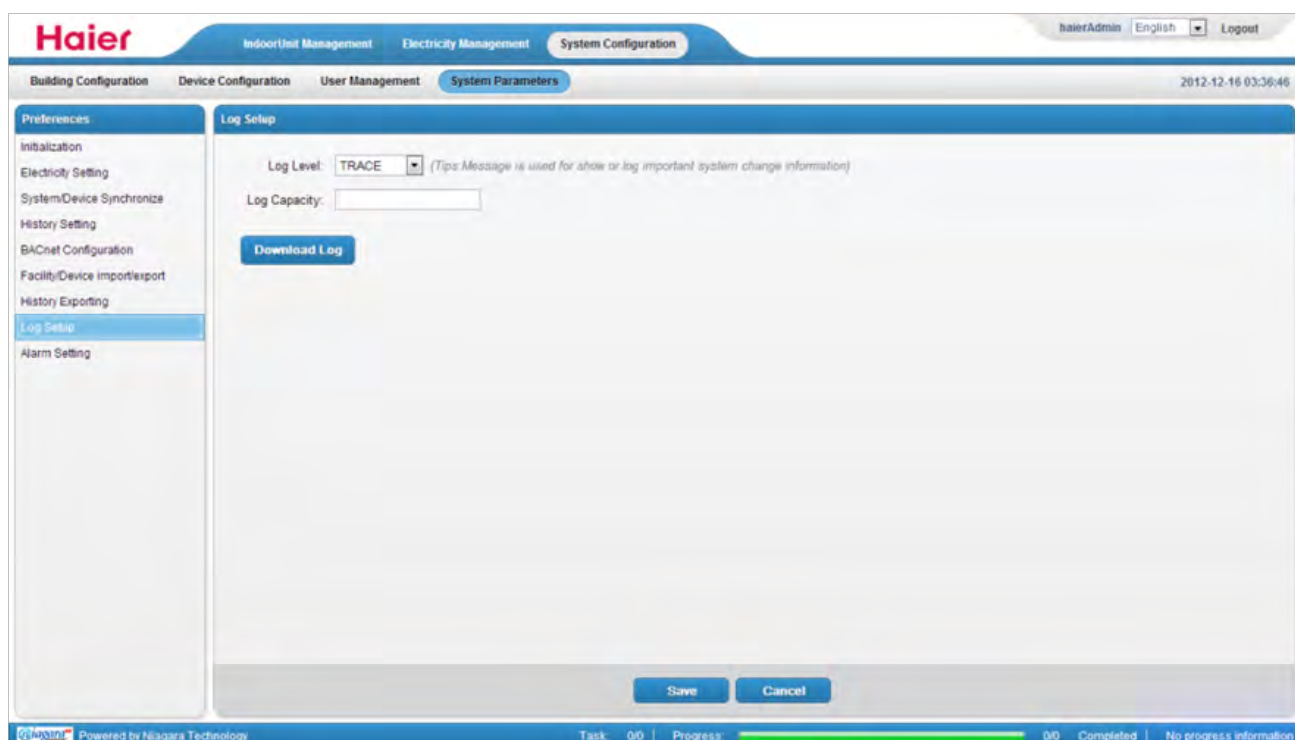 Haier
IndoorUnit Management Electricity Management System Configuration
haierAdmin English Logout
Building Configuration Device Configuration User Management System Parameters 2012-12-16 03:36:46
Preferences
Initialization
Electricity Setting
System/Device Synchronize
History Setting
BACnet Configuration
Facility/Device import/export
History Exporting
Log Setup
Alarm Setting
Log Setup
Log Level: TRACE (Tips:Message is used for show or log important system change information)
Log Capacity:
Download Log
Save Cancel
Powered by Niagara Technology Task: 0/0 | Progress: 0/0 Completed | No progress information